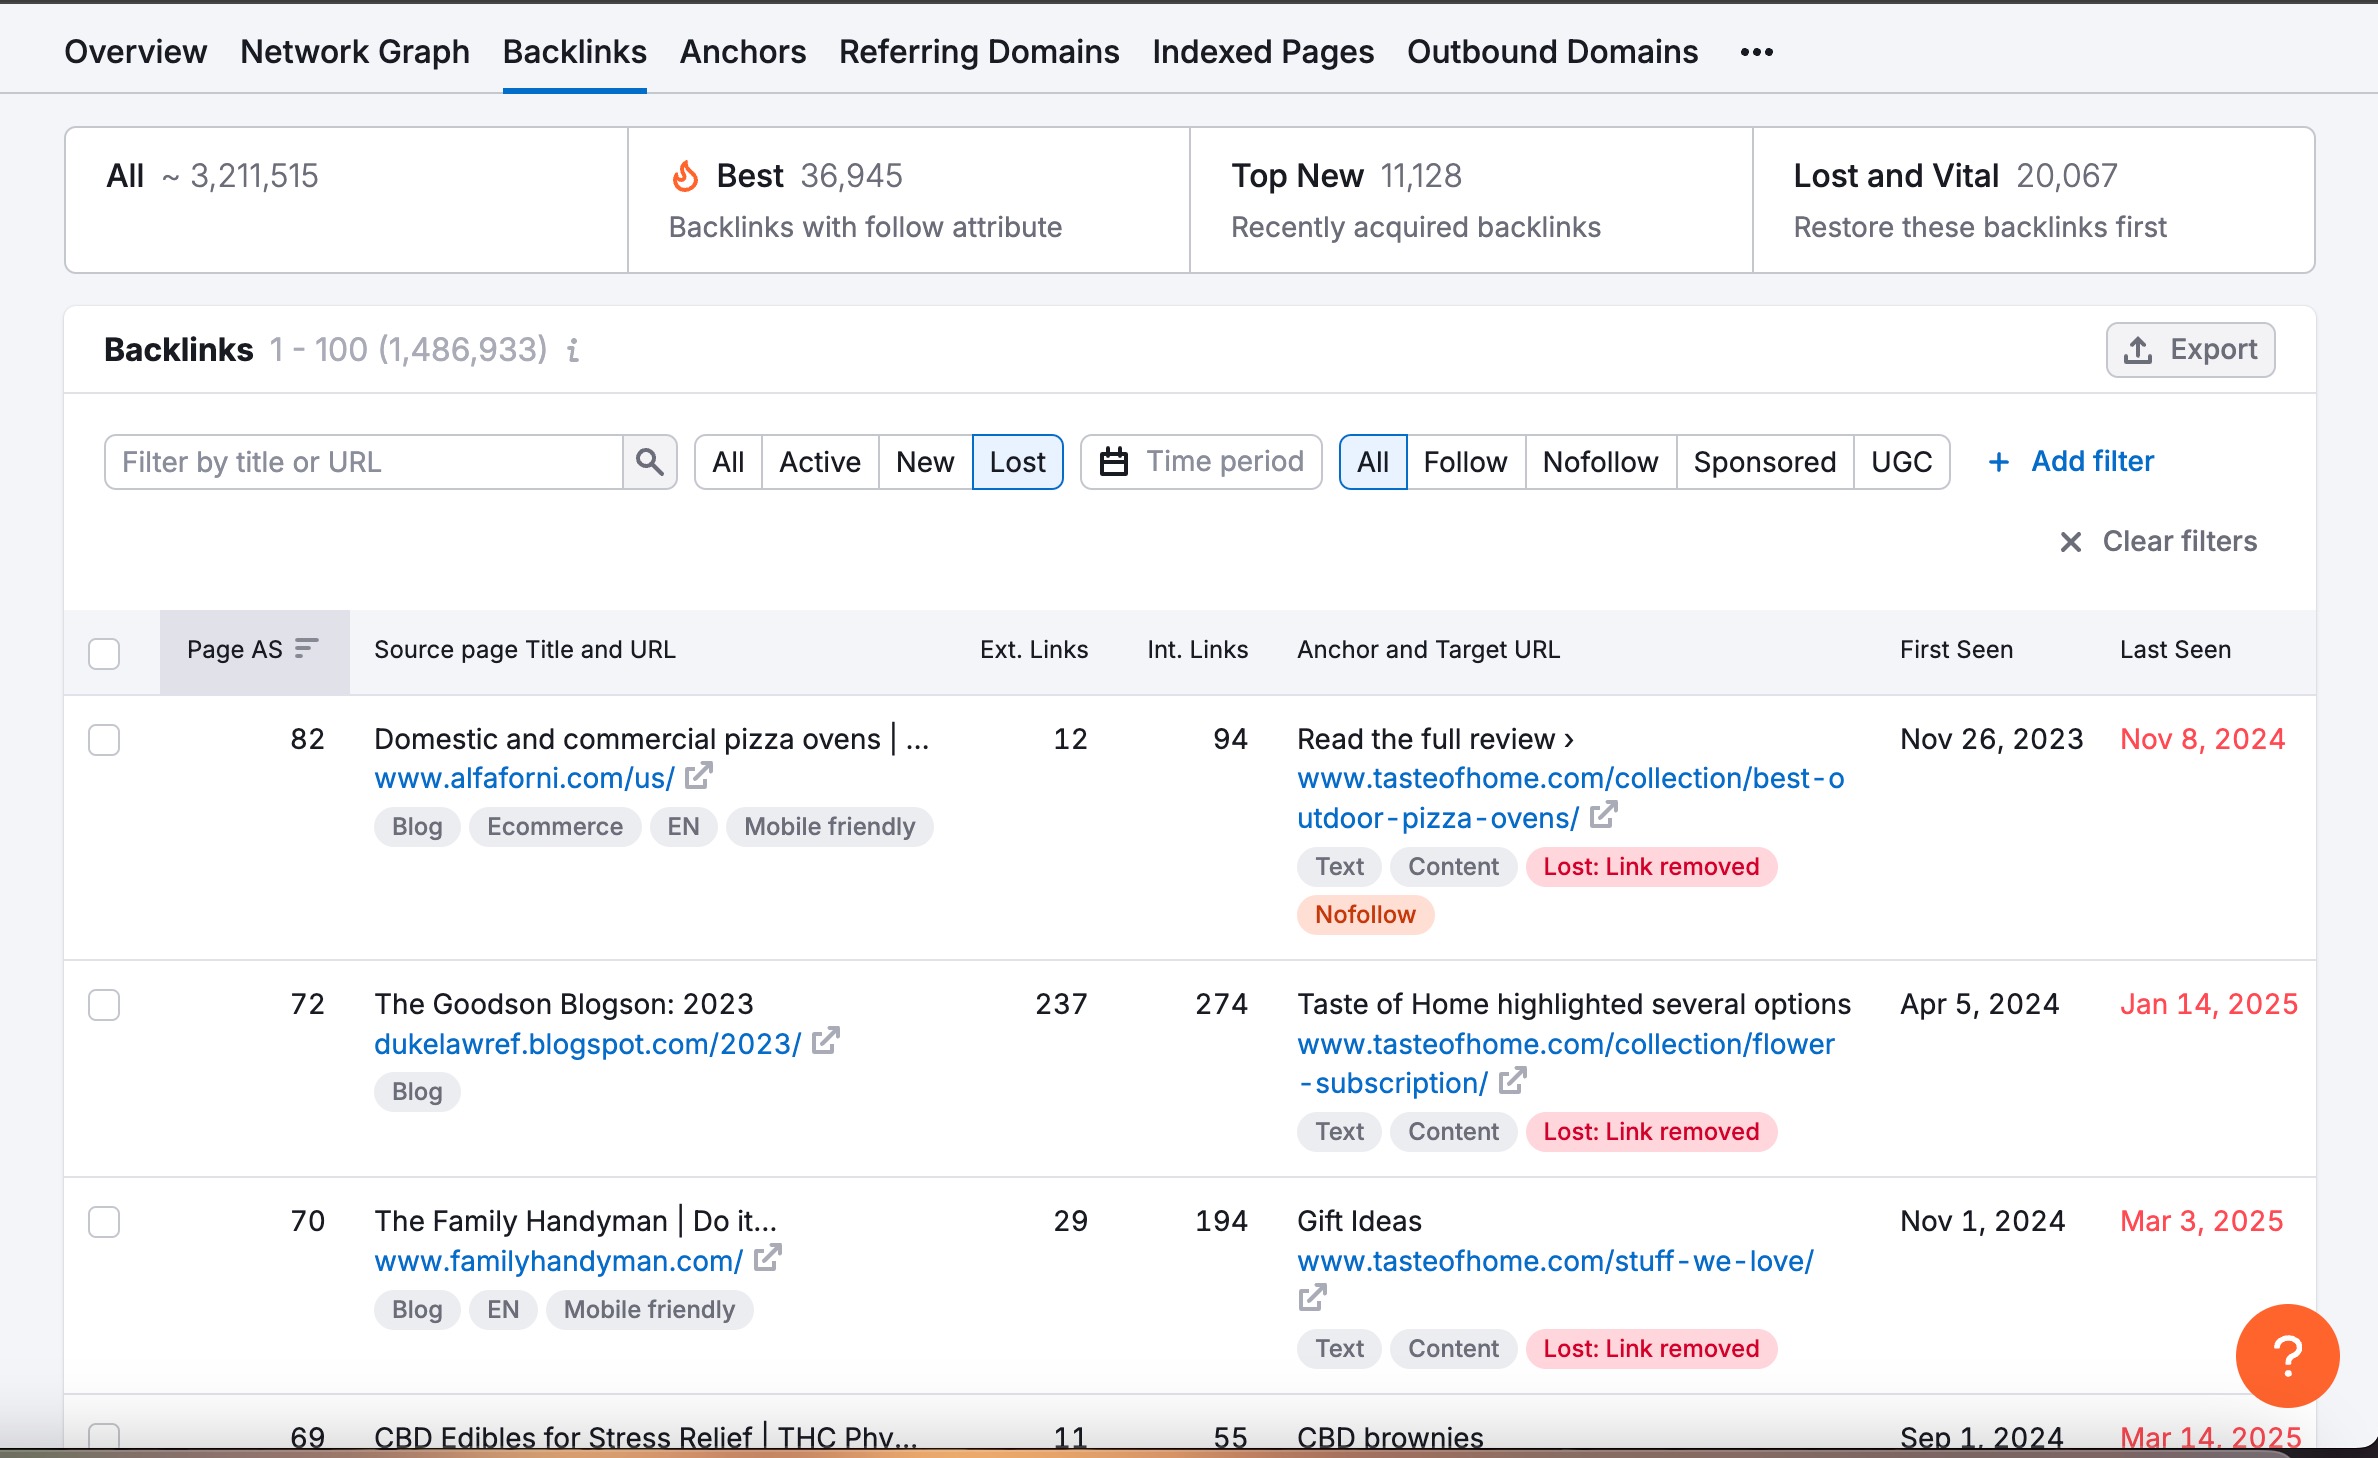 Overview Network Graph Backlinks Anchors Referring Domains Indexed Pages Outbound Domains •••
All ~ 3,211,515
Best 36,945
Backlinks with follow attribute
Top New 11,128
Recently acquired backlinks
Lost and Vital 20,067
Restore these backlinks first
Backlinks 1 - 100 (1,486,933) i
Export
Filter by title or URL
All Active New Lost
Time period
All Follow Nofollow Sponsored UGC
+ Add filter
Clear filters
Page AS Source page Title and URL Ext. Links Int. Links Anchor and Target URL First Seen Last Seen
82
Domestic and commercial pizza ovens | ...
www.alfaforni.com/us/
Blog Ecommerce EN Mobile friendly
12
94
Read the full review ›
www.tasteofhome.com/collection/best-o
utdoor-pizza-ovens/
Text Content Lost: Link removed
Nofollow
Nov 26, 2023
Nov 8, 2024
72
The Goodson Blogson: 2023
dukelawref.blogspot.com/2023/
Blog
237
274
Taste of Home highlighted several options
www.tasteofhome.com/collection/flower
-subscription/
Text Content Lost: Link removed
Apr 5, 2024
Jan 14, 2025
70
The Family Handyman | Do it...
www.familyhandyman.com/
Blog EN Mobile friendly
29
194
Gift Ideas
www.tasteofhome.com/stuff-we-love/
Text Content Lost: Link removed
Nov 1, 2024
Mar 3, 2025
69
CBD Edibles for Stress Relief | THC Phy...
11
55
CBD brownies
Sep 1, 2024
Mar 14, 2025
?